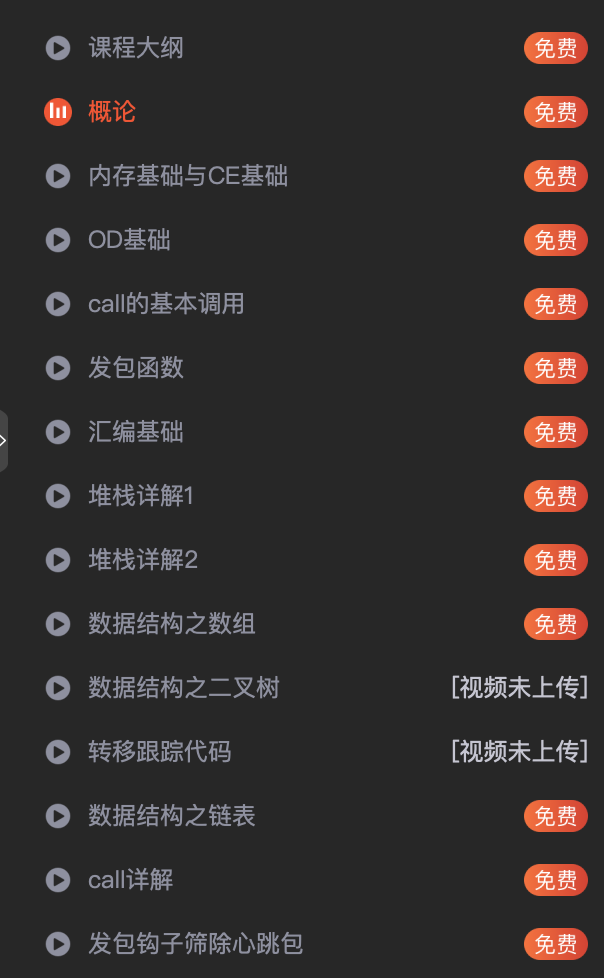 课程大纲 免费
概论 免费
内存基础与CE基础 免费
OD基础 免费
call的基本调用 免费
发包函数 免费
汇编基础 免费
堆栈详解1 免费
堆栈详解2 免费
数据结构之数组 免费
数据结构之二叉树 [视频未上传]
转移跟踪代码 [视频未上传]
数据结构之链表 免费
call详解 免费
发包钩子筛除心跳包 免费